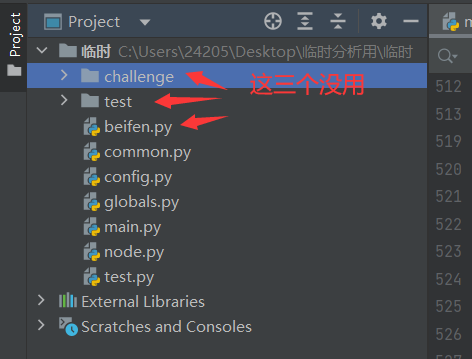 Project
Project
临时 C:\Users\24205\Desktop\临时分析用\临时
challenge
这三个没用
test
beifen.py
common.py
config.py
globals.py
main.py
node.py
test.py
External Libraries
Scratches and Consoles
512
513
519
520
521
522
523
524
525
526